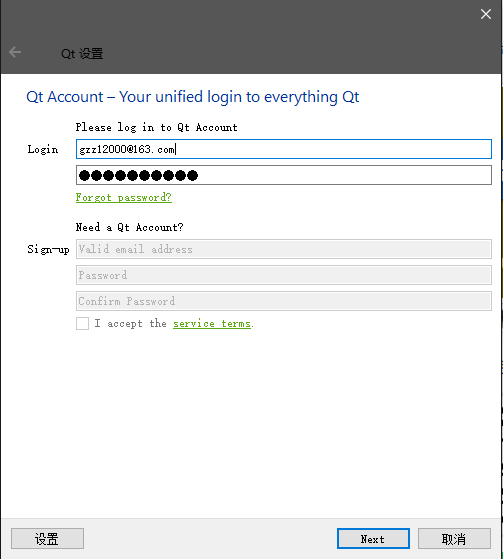 Qt 设置
Qt Account – Your unified login to everything Qt
Please log in to Qt Account
Login
gzz12000@163.com
●●●●●●●●●●
Forgot password?
Need a Qt Account?
Sign-up
Valid email address
Password
Confirm Password
I accept the service terms.
设置
Next
取消